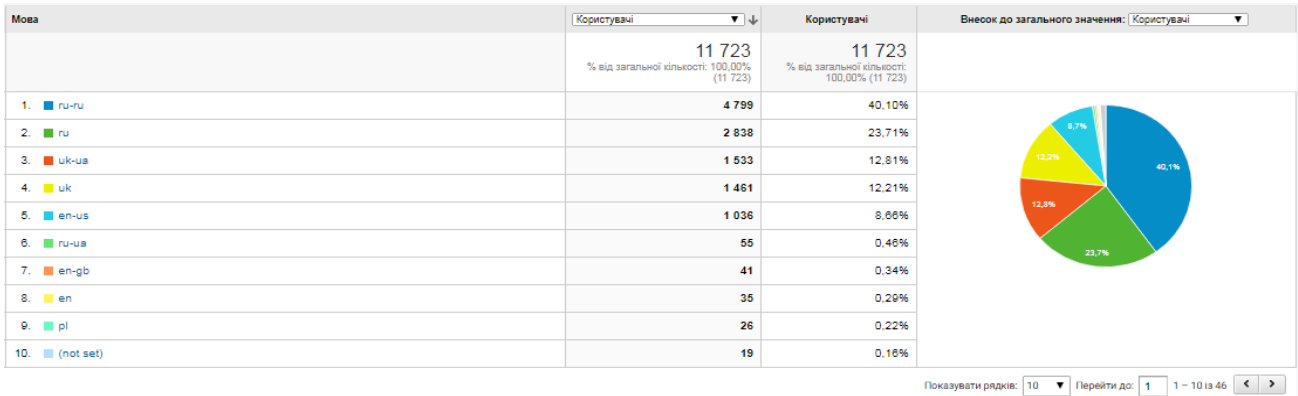 Мова Користувачі Користувачі Внесок до загального значення: Користувачі
11 723 11 723
% від загальної кількості: 100,00% % від загальної кількості:
(11 723) 100,00% (11 723)
1. ru-ru 4 799 40,10%
2. ru 2 838 23,71%
3. uk-ua 1 533 12,81%
4. uk 1 461 12,21%
5. en-us 1 036 8,66%
6. ru-ua 55 0,46%
7. en-gb 41 0,34%
8. en 35 0,29%
9. pl 26 0,22%
10. (not set) 19 0,16%
8,7%
12,2%
40,1%
12,8%
23,7%
Показувати рядків: 10 Перейти до: 1 1 – 10 із 46